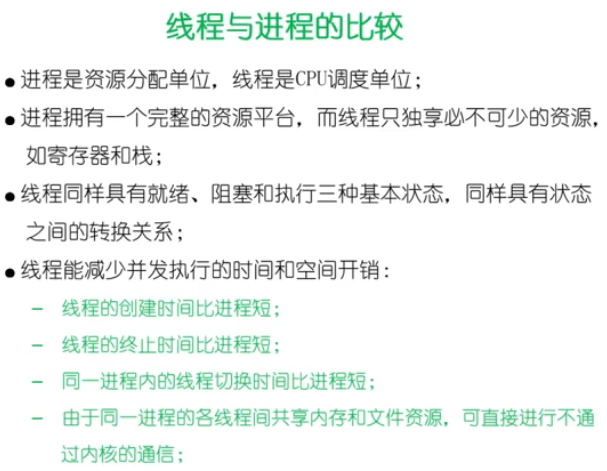 线程与进程的比较
●进程是资源分配单位，线程是CPU调度单位；
●进程拥有一个完整的资源平台，而线程只独享必不可少的资源，
如寄存器和栈；
●线程同样具有就绪、阻塞和执行三种基本状态，同样具有状态
之间的转换关系；
●线程能减少并发执行的时间和空间开销：
– 线程的创建时间比进程短；
– 线程的终止时间比进程短；
– 同一进程内的线程切换时间比进程短；
– 由于同一进程的各线程间共享内存和文件资源，可直接进行不通
过内核的通信；